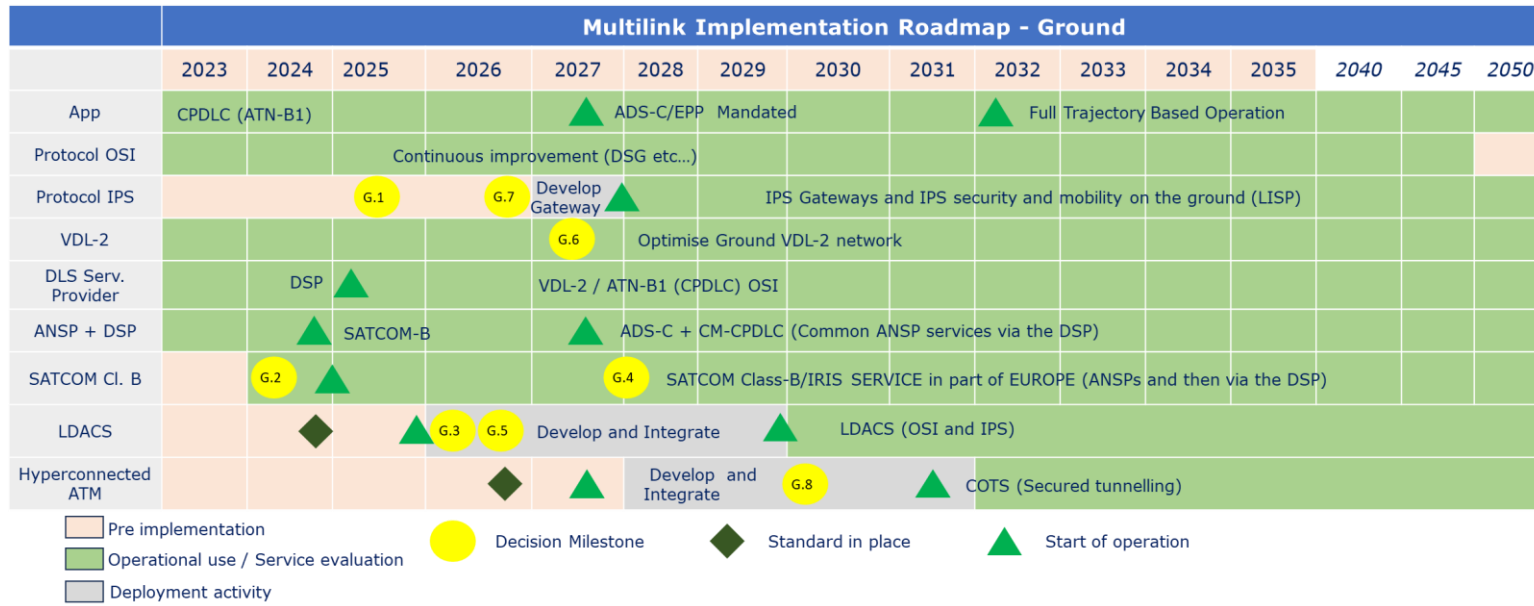 Multilink Implementation Roadmap - Ground
2023 2024 2025 2026 2027 2028 2029 2030 2031 2032 2033 2034 2035 2040 2045 2050
App
CPDLC (ATN-B1)
ADS-C/EPP Mandated
Full Trajectory Based Operation
Protocol OSI
Continuous improvement (DSG etc...)
Protocol IPS
G.1
G.7
Develop
Gateway
IPS Gateways and IPS security and mobility on the ground (LISP)
VDL-2
G.6
Optimise Ground VDL-2 network
DLS Serv.
Provider
DSP
VDL-2 / ATN-B1 (CPDLC) OSI
ANSP + DSP
SATCOM-B
ADS-C + CM-CPDLC (Common ANSP services via the DSP)
SATCOM Cl. B
G.2
G.4
SATCOM Class-B/IRIS SERVICE in part of EUROPE (ANSPs and then via the DSP)
LDACS
G.3
G.5
Develop and Integrate
LDACS (OSI and IPS)
Hyperconnected
ATM
Develop and
Integrate
G.8
COTS (Secured tunnelling)
Pre implementation
Operational use / Service evaluation
Deployment activity
Decision Milestone
Standard in place
Start of operation